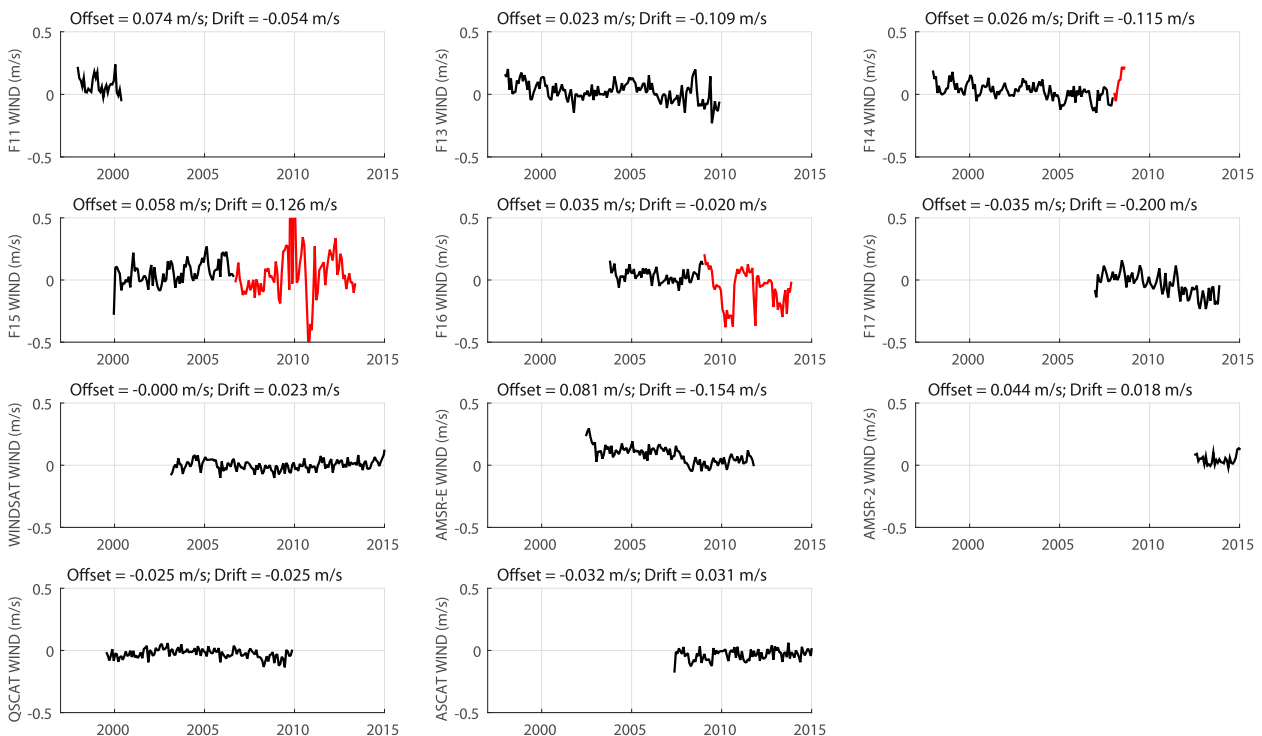 Offset = 0.074 m/s; Drift = -0.054 m/s
F11 WIND (m/s)
0.5
0
-0.5
2000 2005 2010 2015
Offset = 0.023 m/s; Drift = -0.109 m/s
F13 WIND (m/s)
0.5
0
-0.5
2000 2005 2010 2015
Offset = 0.026 m/s; Drift = -0.115 m/s
F14 WIND (m/s)
0.5
0
-0.5
2000 2005 2010 2015
Offset = 0.058 m/s; Drift = 0.126 m/s
F15 WIND (m/s)
0.5
0
-0.5
2000 2005 2010 2015
Offset = 0.035 m/s; Drift = -0.020 m/s
F16 WIND (m/s)
0.5
0
-0.5
2000 2005 2010 2015
Offset = -0.035 m/s; Drift = -0.200 m/s
F17 WIND (m/s)
0.5
0
-0.5
2000 2005 2010 2015
Offset = -0.000 m/s; Drift = 0.023 m/s
WINDSAT WIND (m/s)
0.5
0
-0.5
2000 2005 2010 2015
Offset = 0.081 m/s; Drift = -0.154 m/s
AMSR-E WIND (m/s)
0.5
0
-0.5
2000 2005 2010 2015
Offset = 0.044 m/s; Drift = 0.018 m/s
AMSR-2 WIND (m/s)
0.5
0
-0.5
2000 2005 2010 2015
Offset = -0.025 m/s; Drift = -0.025 m/s
QSCAT WIND (m/s)
0.5
0
-0.5
2000 2005 2010 2015
Offset = -0.032 m/s; Drift = 0.031 m/s
ASCAT WIND (m/s)
0.5
0
-0.5
2000 2005 2010 2015